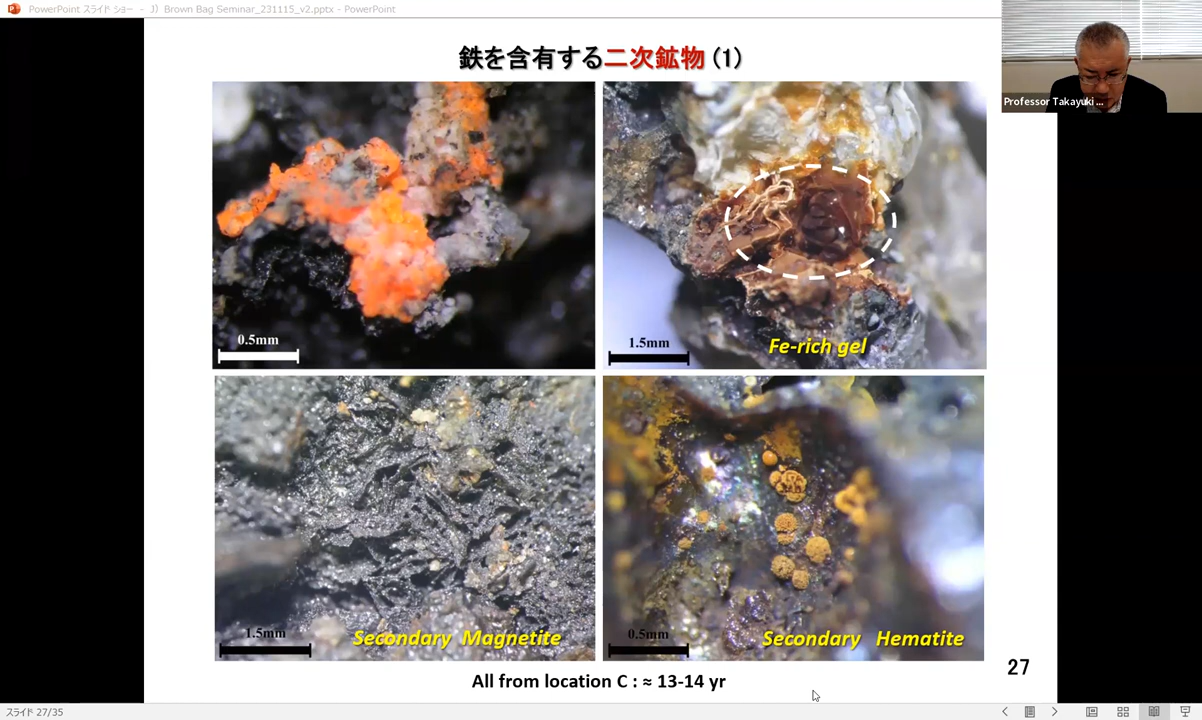 PowerPoint スライド ショー - J) Brown Bag Seminar_231115_v2.pptx - PowerPoint
鉄を含有する二次鉱物 (1)
Professor Takayuki ...
0.5mm
1.5mm
Fe-rich gel
1.5mm
Secondary Magnetite
0.5mm
Secondary Hematite
27
All from location C : ≈ 13-14 yr
スライド 27/35